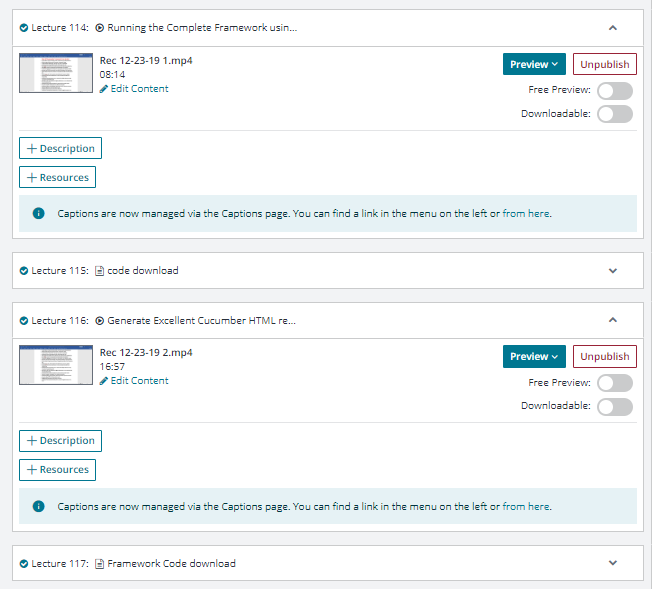 Lecture 114: Running the Complete Framework usin...
Rec 12-23-19 1.mp4
08:14
Edit Content
Preview
Unpublish
Free Preview:
Downloadable:
+ Description
+ Resources
Captions are now managed via the Captions page. You can find a link in the menu on the left or from here.
Lecture 115: code download
Lecture 116: Generate Excellent Cucumber HTML re...
Rec 12-23-19 2.mp4
16:57
Edit Content
Preview
Unpublish
Free Preview:
Downloadable:
+ Description
+ Resources
Captions are now managed via the Captions page. You can find a link in the menu on the left or from here.
Lecture 117: Framework Code download